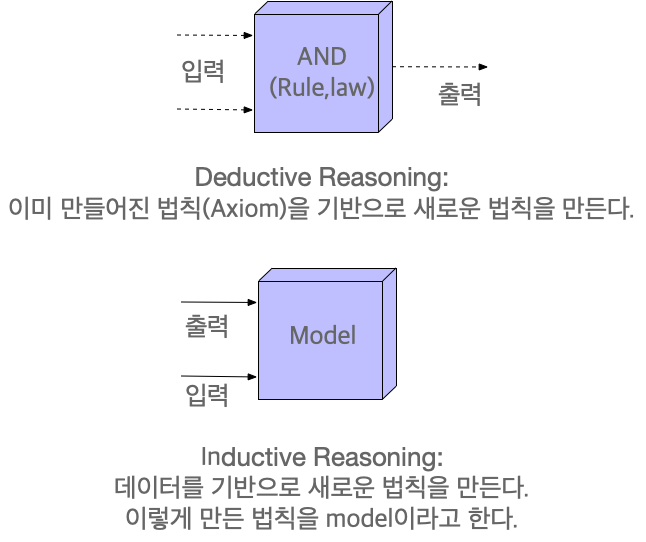 AND
(Rule,law)
입력
출력
Deductive Reasoning:
이미 만들어진 법칙(Axiom)을 기반으로 새로운 법칙을 만든다.
출력
Model
입력
Inductive Reasoning:
데이터를 기반으로 새로운 법칙을 만든다.
이렇게 만든 법칙을 model이라고 한다.